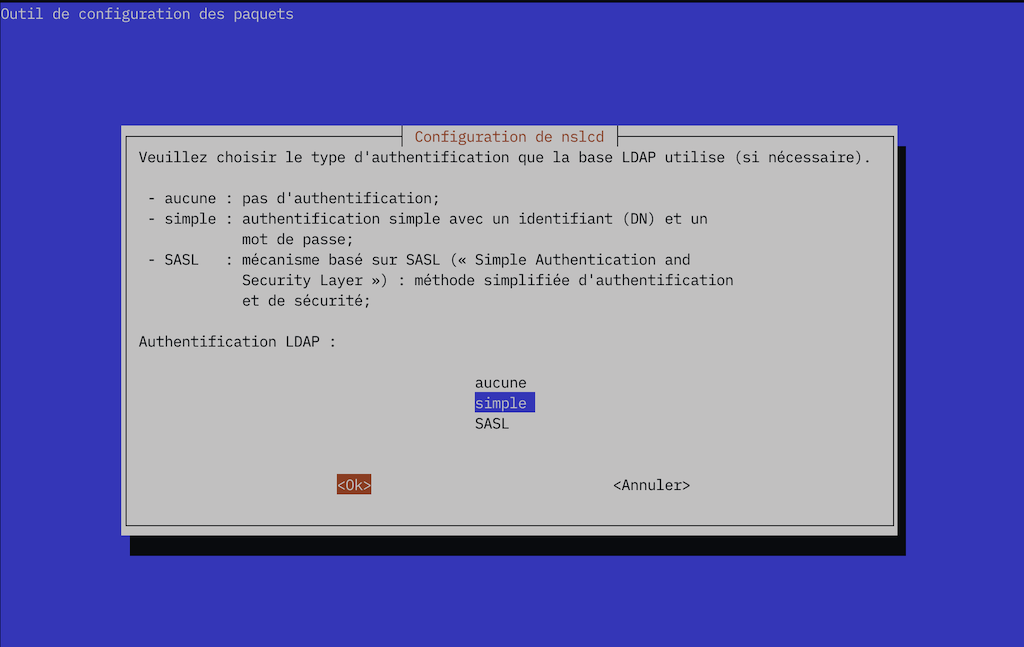 Outil de configuration des paquets
Configuration de nslcd
Veuillez choisir le type d'authentification que la base LDAP utilise (si nécessaire).
- aucune : pas d'authentification;
- simple : authentification simple avec un identifiant (DN) et un
mot de passe;
- SASL   : mécanisme basé sur SASL (« Simple Authentication and
Security Layer ») : méthode simplifiée d'authentification
et de sécurité;
Authentification LDAP :
aucune
simple
SASL
<Ok> <Annuler>